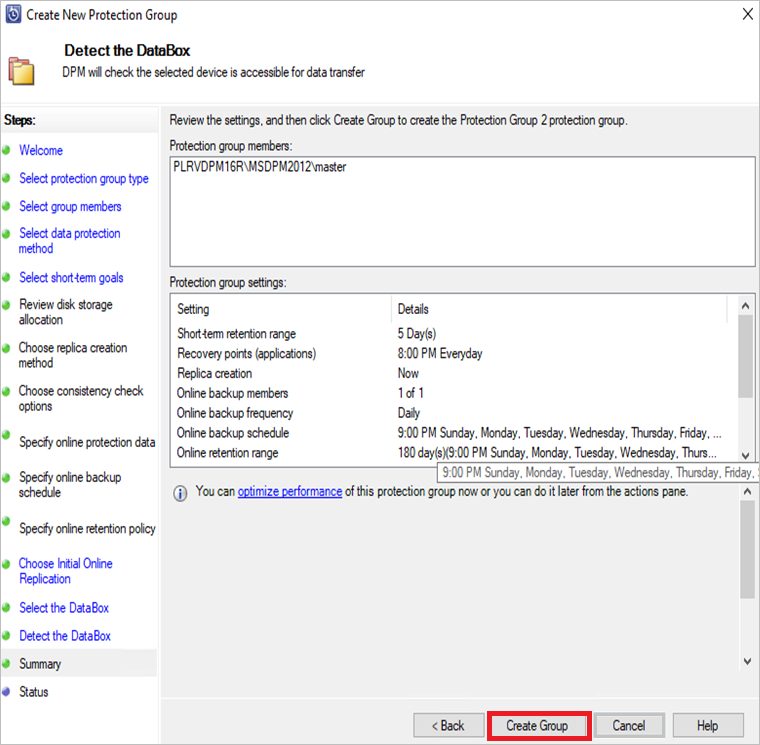 Create New Protection Group
Detect the DataBox
DPM will check the selected device is accessible for data transfer
Steps:
Welcome
Select protection group type
Select group members
Select data protection
method
Select short-term goals
Review disk storage
allocation
Choose replica creation
method
Choose consistency check
options
Specify online protection data
Specify online backup
schedule
Specify online retention policy
Choose Initial Online
Replication
Select the DataBox
Detect the DataBox
Summary
Status
Review the settings, and then click Create Group to create the Protection Group 2 protection group.
Protection group members:
PLRVDPM16R\MSDPM2012\master
Protection group settings:
Setting Details
Short-term retention range 5 Day(s)
Recovery points (applications) 8:00 PM Everyday
Replica creation Now
Online backup members 1 of 1
Online backup frequency Daily
Online backup schedule 9:00 PM Sunday, Monday, Tuesday, Wednesday, Thursday, Friday, ...
Online retention range 180 day(s)(9:00 PM Sunday, Monday, Tuesday, Wednesday, Thurs...
9:00 PM Sunday, Monday, Tuesday, Wednesday, Thursday, Friday,
You can optimize performance of this protection group now or you can do it later from the actions pane.
< Back Create Group Cancel Help